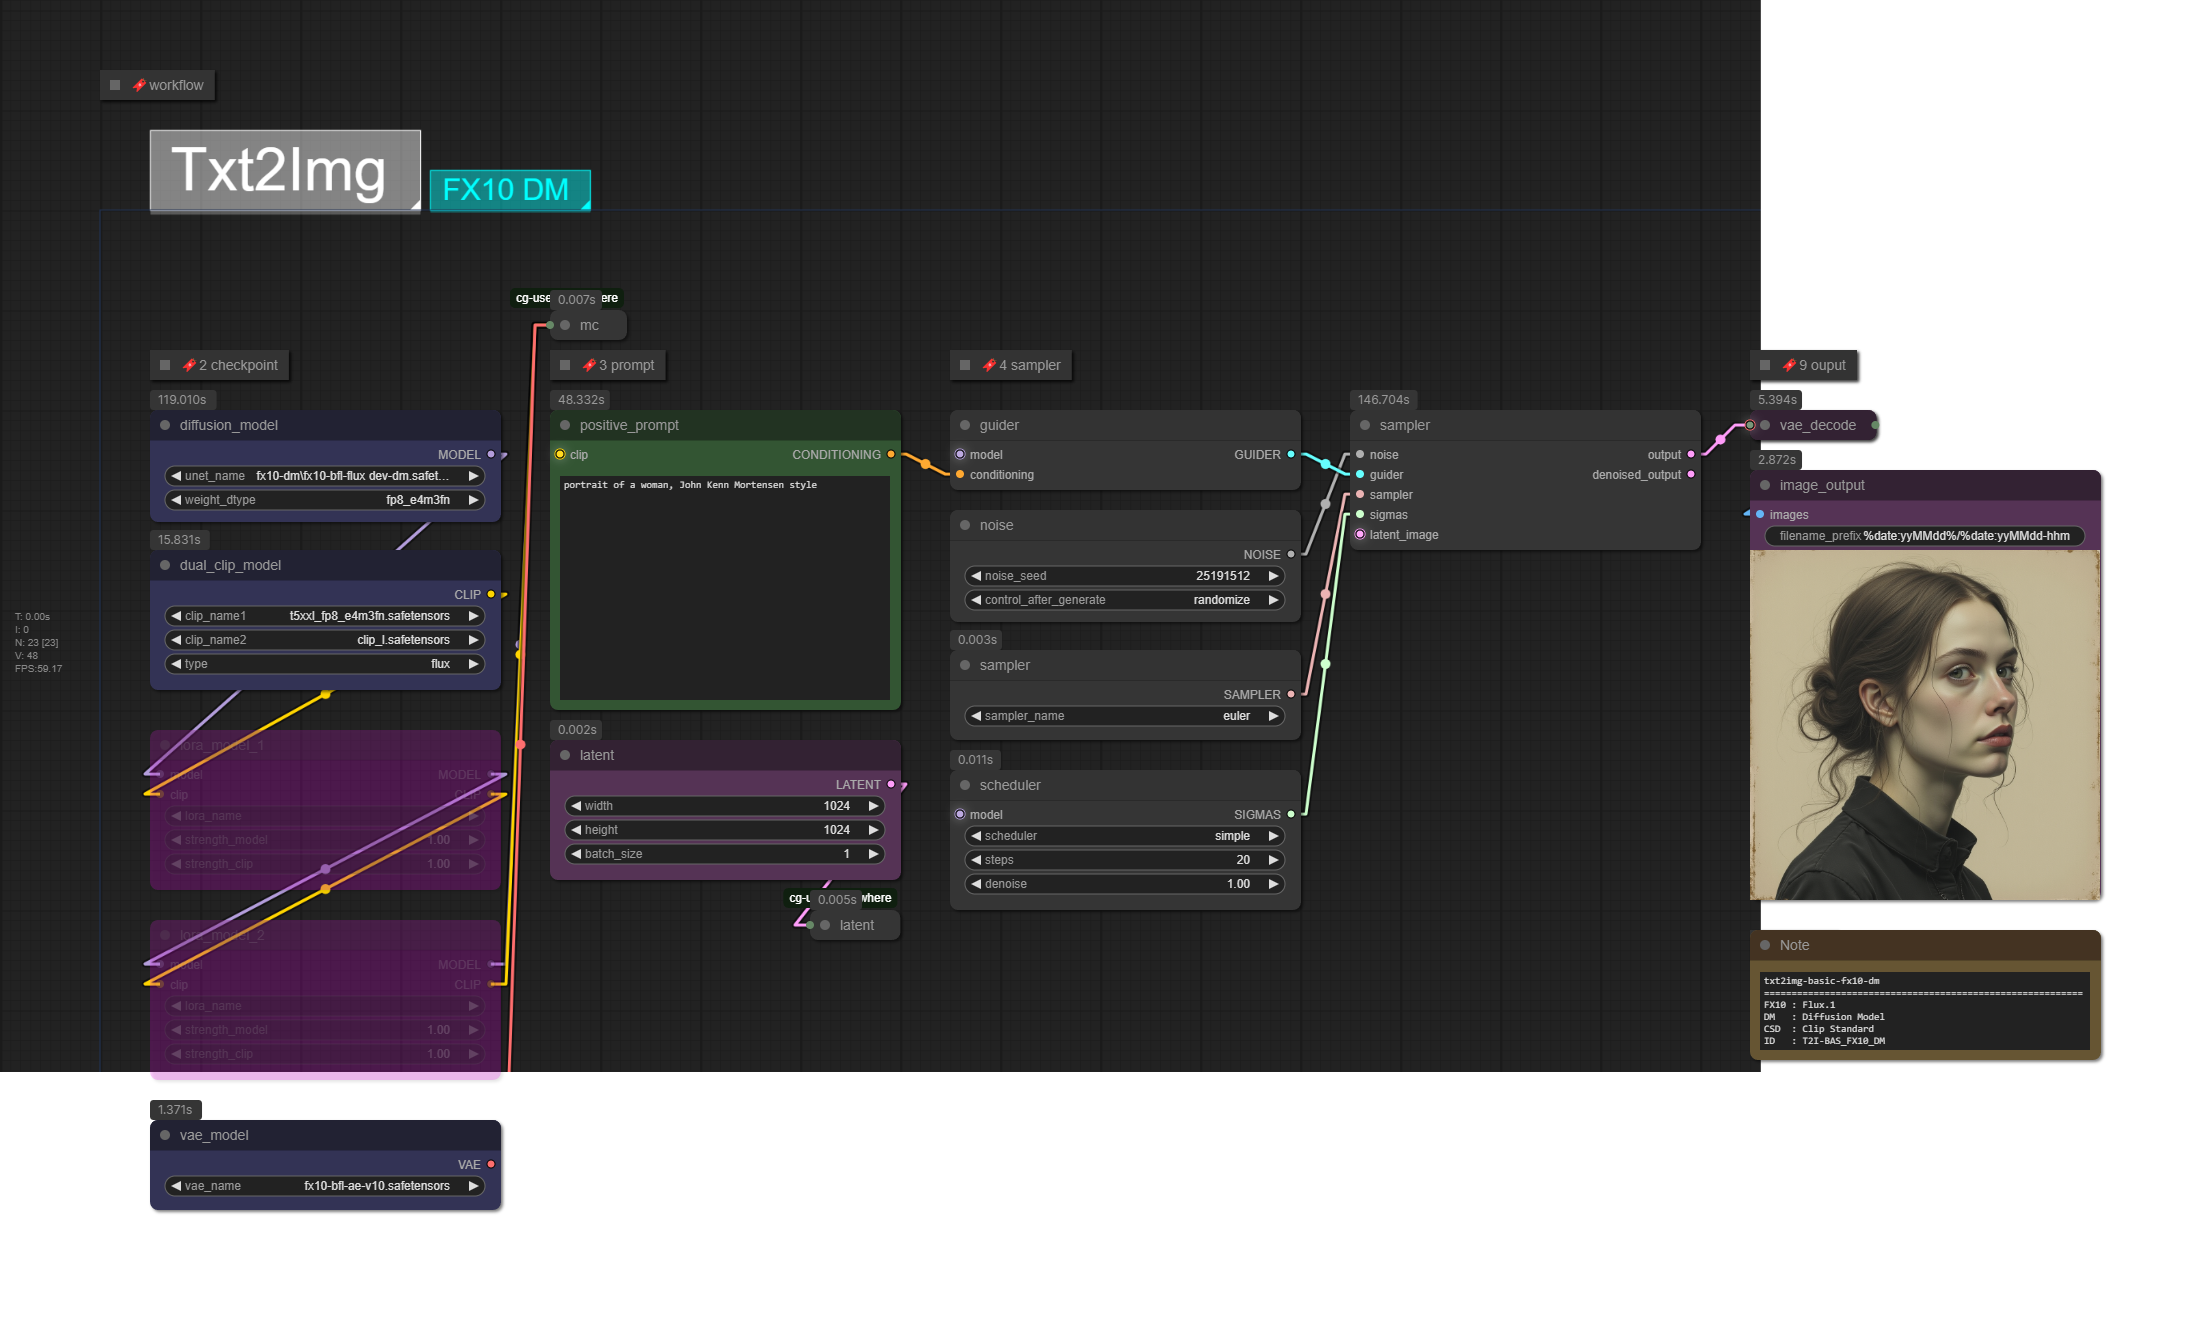 workflow
Txt2Img
FX10 DM
0.007s
mc
2 checkpoint
3 prompt
4 sampler
9 ouput
119.010s
diffusion_model
MODEL
unet_name fx10-dm\fx10-bfl-flux dev-dm.safet...
weight_dtype fp8_e4m3fn
15.831s
dual_clip_model
CLIP
clip_name1 t5xxl_fp8_e4m3fn.safetensors
clip_name2 clip_l.safetensors
type flux
T: 0.00s
I: 0
N: 23 [23]
V: 48
FPS:59.17
lora_model_1
model MODEL
clip CLIP
lora_name
strength_model 1.00
strength_clip 1.00
lora_model_2
model MODEL
clip CLIP
lora_name
strength_model 1.00
strength_clip 1.00
1.371s
vae_model
VAE
vae_name fx10-bfl-ae-v10.safetensors
48.332s
positive_prompt
clip CONDITIONING
portrait of a woman, John Kenn Mortensen style
0.002s
latent
LATENT
width 1024
height 1024
batch_size 1
0.005s
latent
guider
model GUIDER
conditioning
noise
NOISE
noise_seed 25191512
control_after_generate randomize
0.003s
sampler
SAMPLER
sampler_name euler
0.011s
scheduler
model SIGMAS
scheduler simple
steps 20
denoise 1.00
146.704s
sampler
noise output
guider denoised_output
sampler
sigmas
latent_image
5.394s
vae_decode
2.872s
image_output
images
filename_prefix %date:yyMMdd%/%date:yyMMdd-hhm
Note
txt2img-basic-fx10-dm
===========================================================
FX10 : Flux.1
DM : Diffusion Model
CSD : Clip Standard
ID : T2I-BAS_FX10_DM